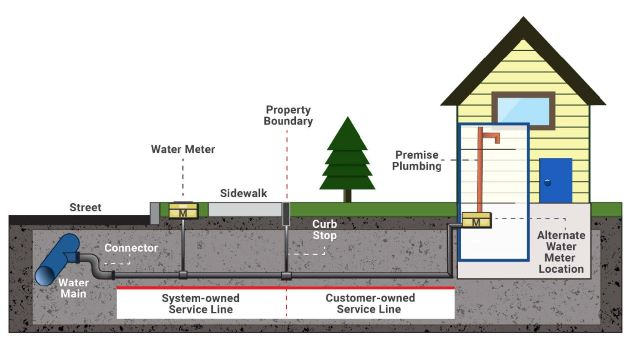 Property
Boundary
Water Meter
Premise
Plumbing
Sidewalk
Street
M
Curb
Stop
M
Connector
Alternate
Water
Meter
Location
Water
Main
System-owned
Service Line
Customer-owned
Service Line